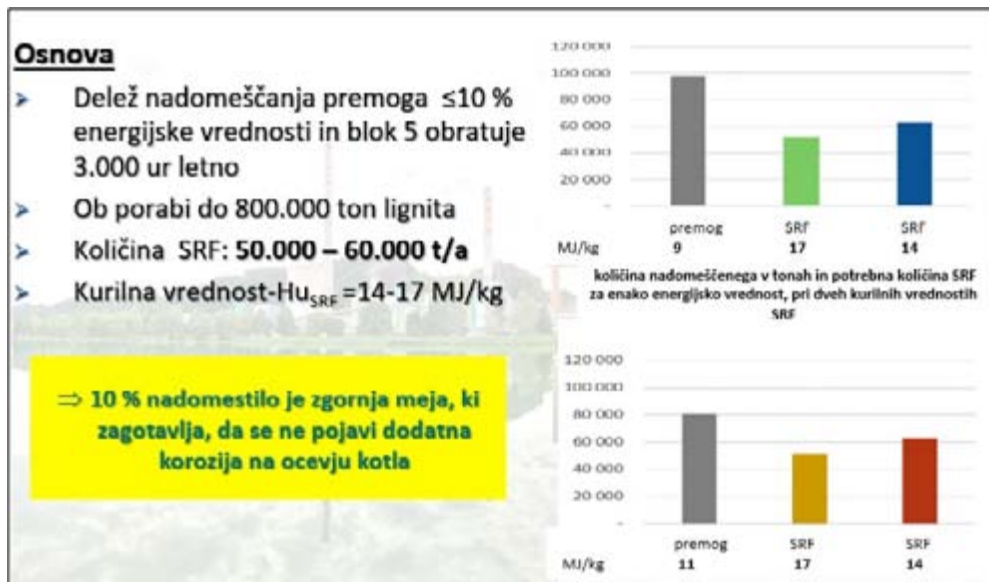 Osnova
➤ Delež nadomeščanja premoga ≤10 %
energijske vrednosti in blok 5 obratuje
3.000 ur letno
➤ Ob porabi do 800.000 ton lignita
➤ Količina SRF: 50.000 – 60.000 t/a
➤ Kurilna vrednost-HuSRF =14-17 MJ/kg
⇒ 10 % nadomestilo je zgornja meja, ki
zagotavlja, da se ne pojavi dodatna
korozija na ocevju kotla
120 000
100 000
80 000
60 000
40 000
20 000
-
premog SRF SRF
MJ/kg 9 17 14
količina nadomeščenega v tonah in potrebna količina SRF
za enako energijsko vrednost, pri dveh kurilnih vrednostih
SRF
120 000
100 000
80 000
60 000
40 000
20 000
-
premog SRF SRF
MJ/kg 11 17 14